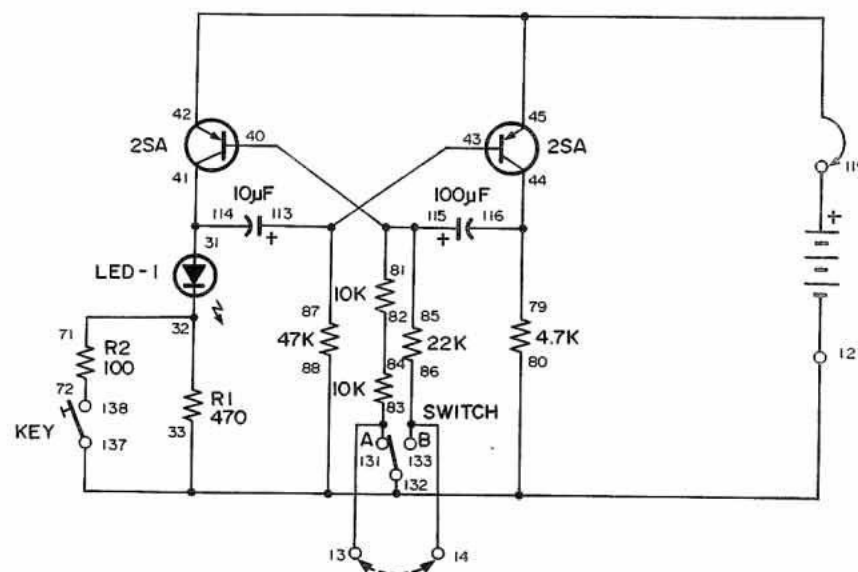 42
45
2SA
40
43
2SA
41
44
10µF
100µF
114
113
115
116
+
+
+
31
LED-1
81
10K
82
87
85
79
71
32
R2
100
47K
22K
4.7K
88
84
86
80
12
10K
83
72
138
R1
470
SWITCH
KEY
137
33
A
B
131
133
132
13
14